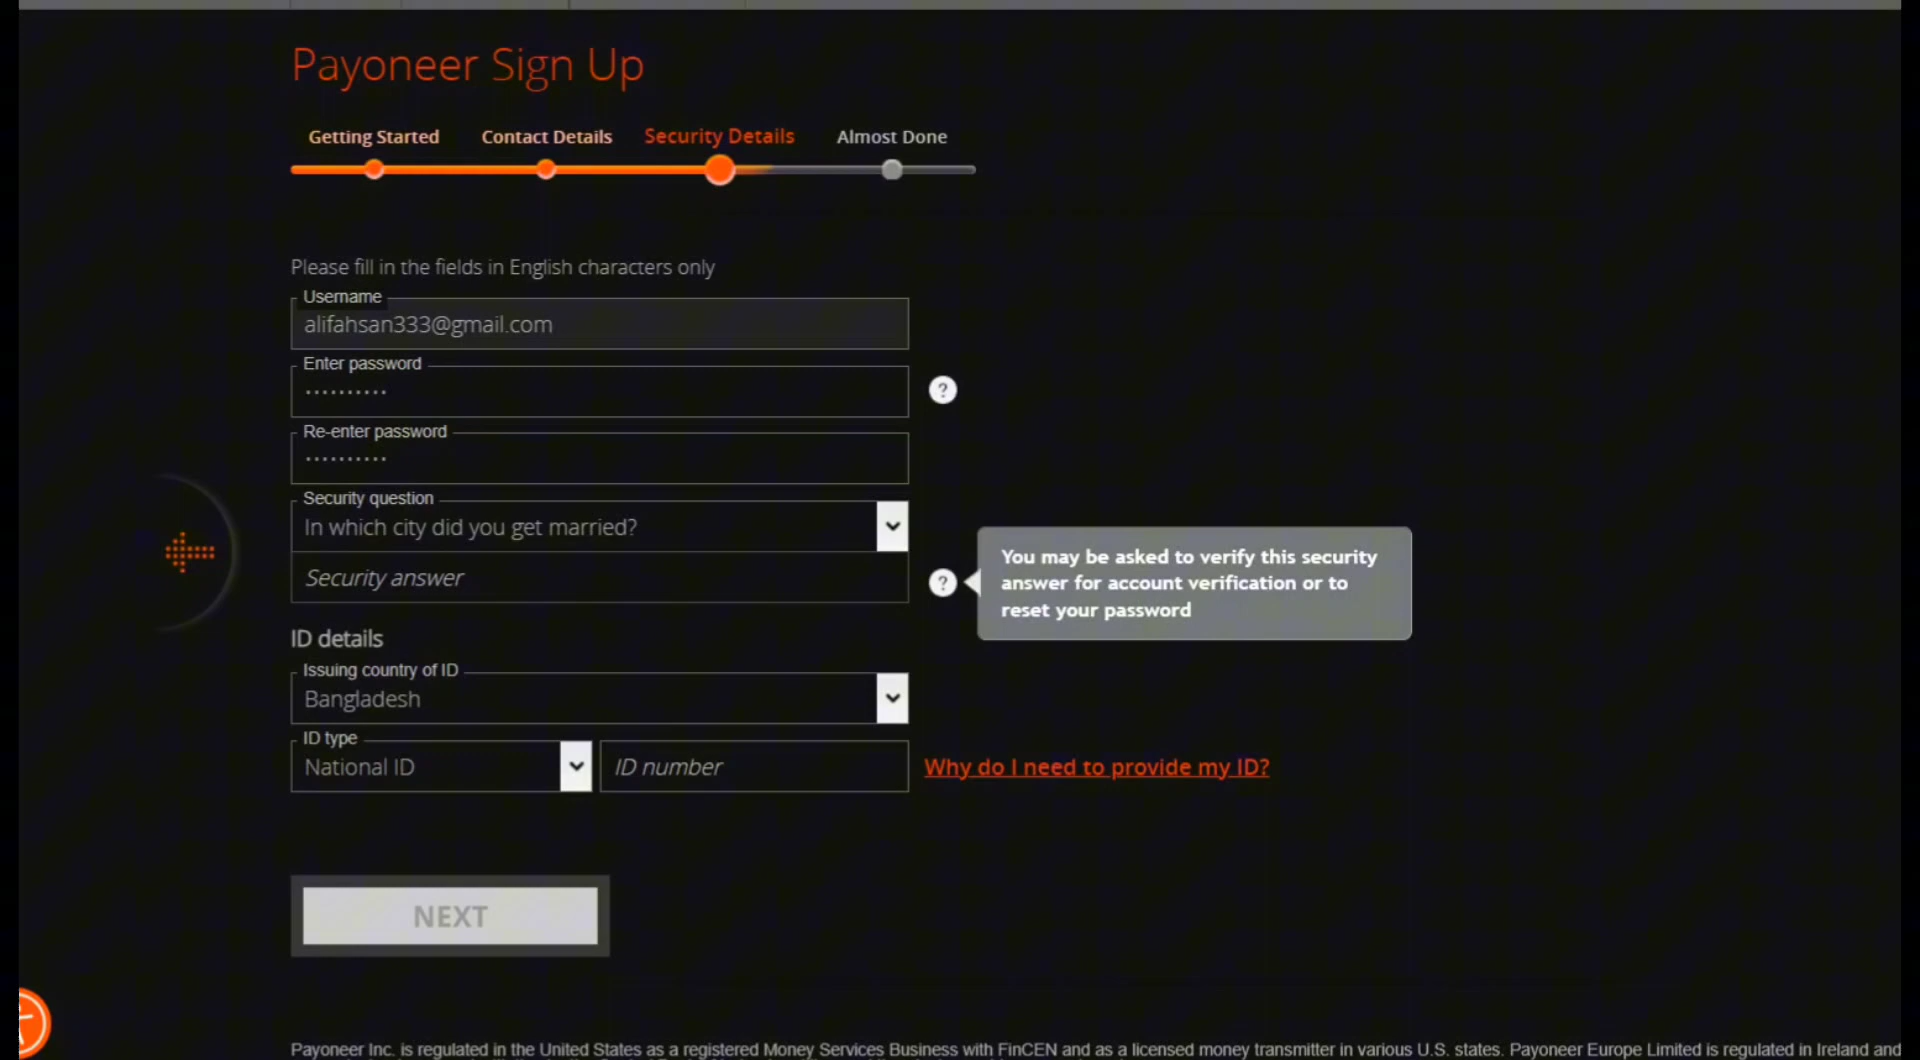 Payoneer Sign Up
Getting Started Contact Details Security Details Almost Done
Please fill in the fields in English characters only
Username
alifahsan333@gmail.com
Enter password
..........
?
Re-enter password
..........
Security question
In which city did you get married?
Security answer
?
You may be asked to verify this security
answer for account verification or to
reset your password
ID details
Issuing country of ID
Bangladesh
ID type
National ID
ID number
Why do I need to provide my ID?
NEXT
Payoneer Inc. is regulated in the United States as a registered Money Services Business with FinCEN and as a licensed money transmitter in various U.S. states. Payoneer Europe Limited is regulated in Ireland and